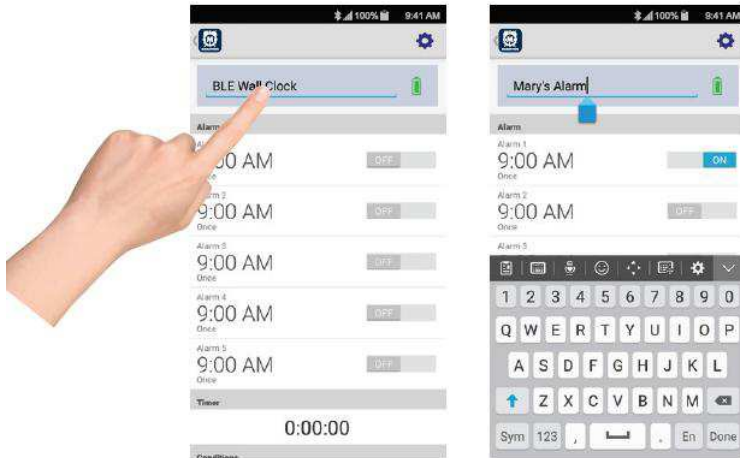 100% 9:41 AM
BLE Wall Clock
Alarm
00 AM
OFF
Alarm 2
9:00 AM
OFF
Once
Alarm 3
9:00 AM
OFF
Once
Alarm 4
9:00 AM
OFF
Once
Alarm 5
9:00 AM
OFF
Once
Timer
0:00:00
Conditions
100% 9:41 AM
Mary's Alarm
Alarm
Alarm 1
9:00 AM
ON
Once
Alarm 2
9:00 AM
OFF
Once
Alarm 3
1 2 3 4 5 6 7 8 9 0
Q W E R T Y U I O P
A S D F G H J K L
Z X C V B N M
Sym 123 , . En Done